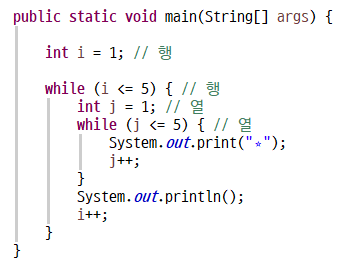 public static void main(String[] args) {
int i = 1; // 행
while (i <= 5) { // 행
int j = 1; // 열
while (j <= 5) { // 열
System.out.print("⭑");
j++;
}
System.out.println();
i++;
}
}